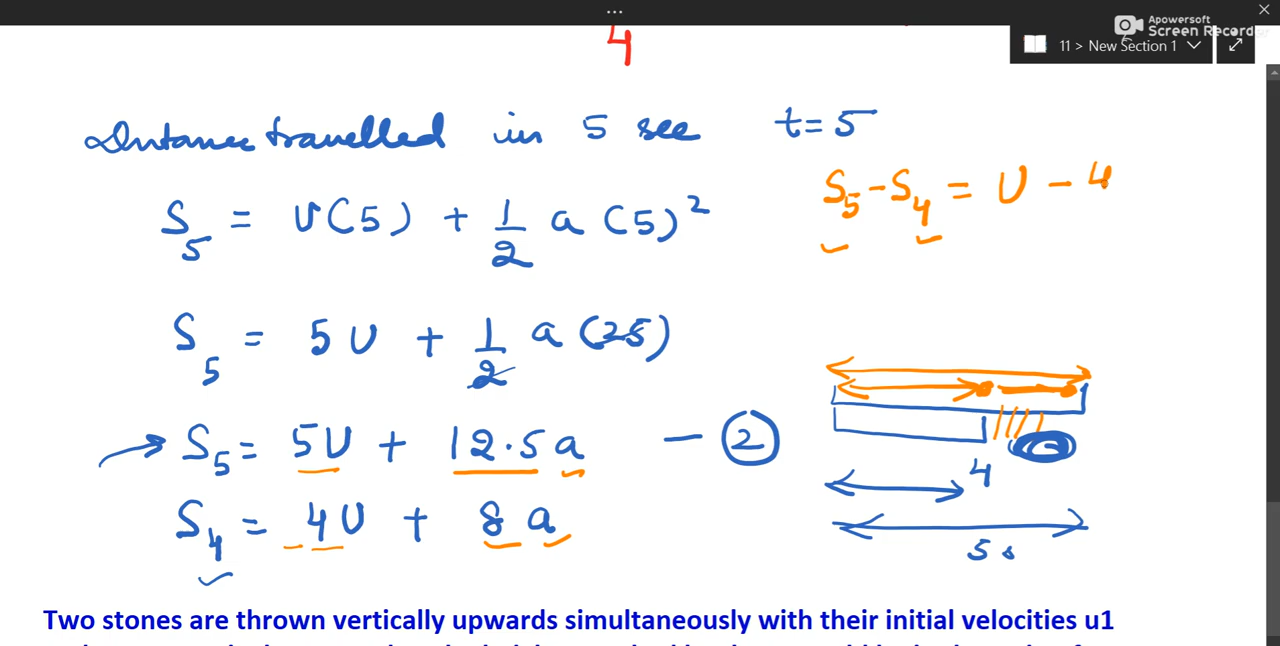 ...
Apowersoft
Screen Recorder
11 > New Section 1
4
Distance travelled in 5 sec t = 5
S5 - S4 = U - 4
S5 = U(5) + 1/2 a (5)²
S5 = 5U + 1/2 a (25)
S5 = 5U + 12.5 a - ②
4
S4 = 4U + 8 a
5 s
Two stones are thrown vertically upwards simultaneously with their initial velocities u1